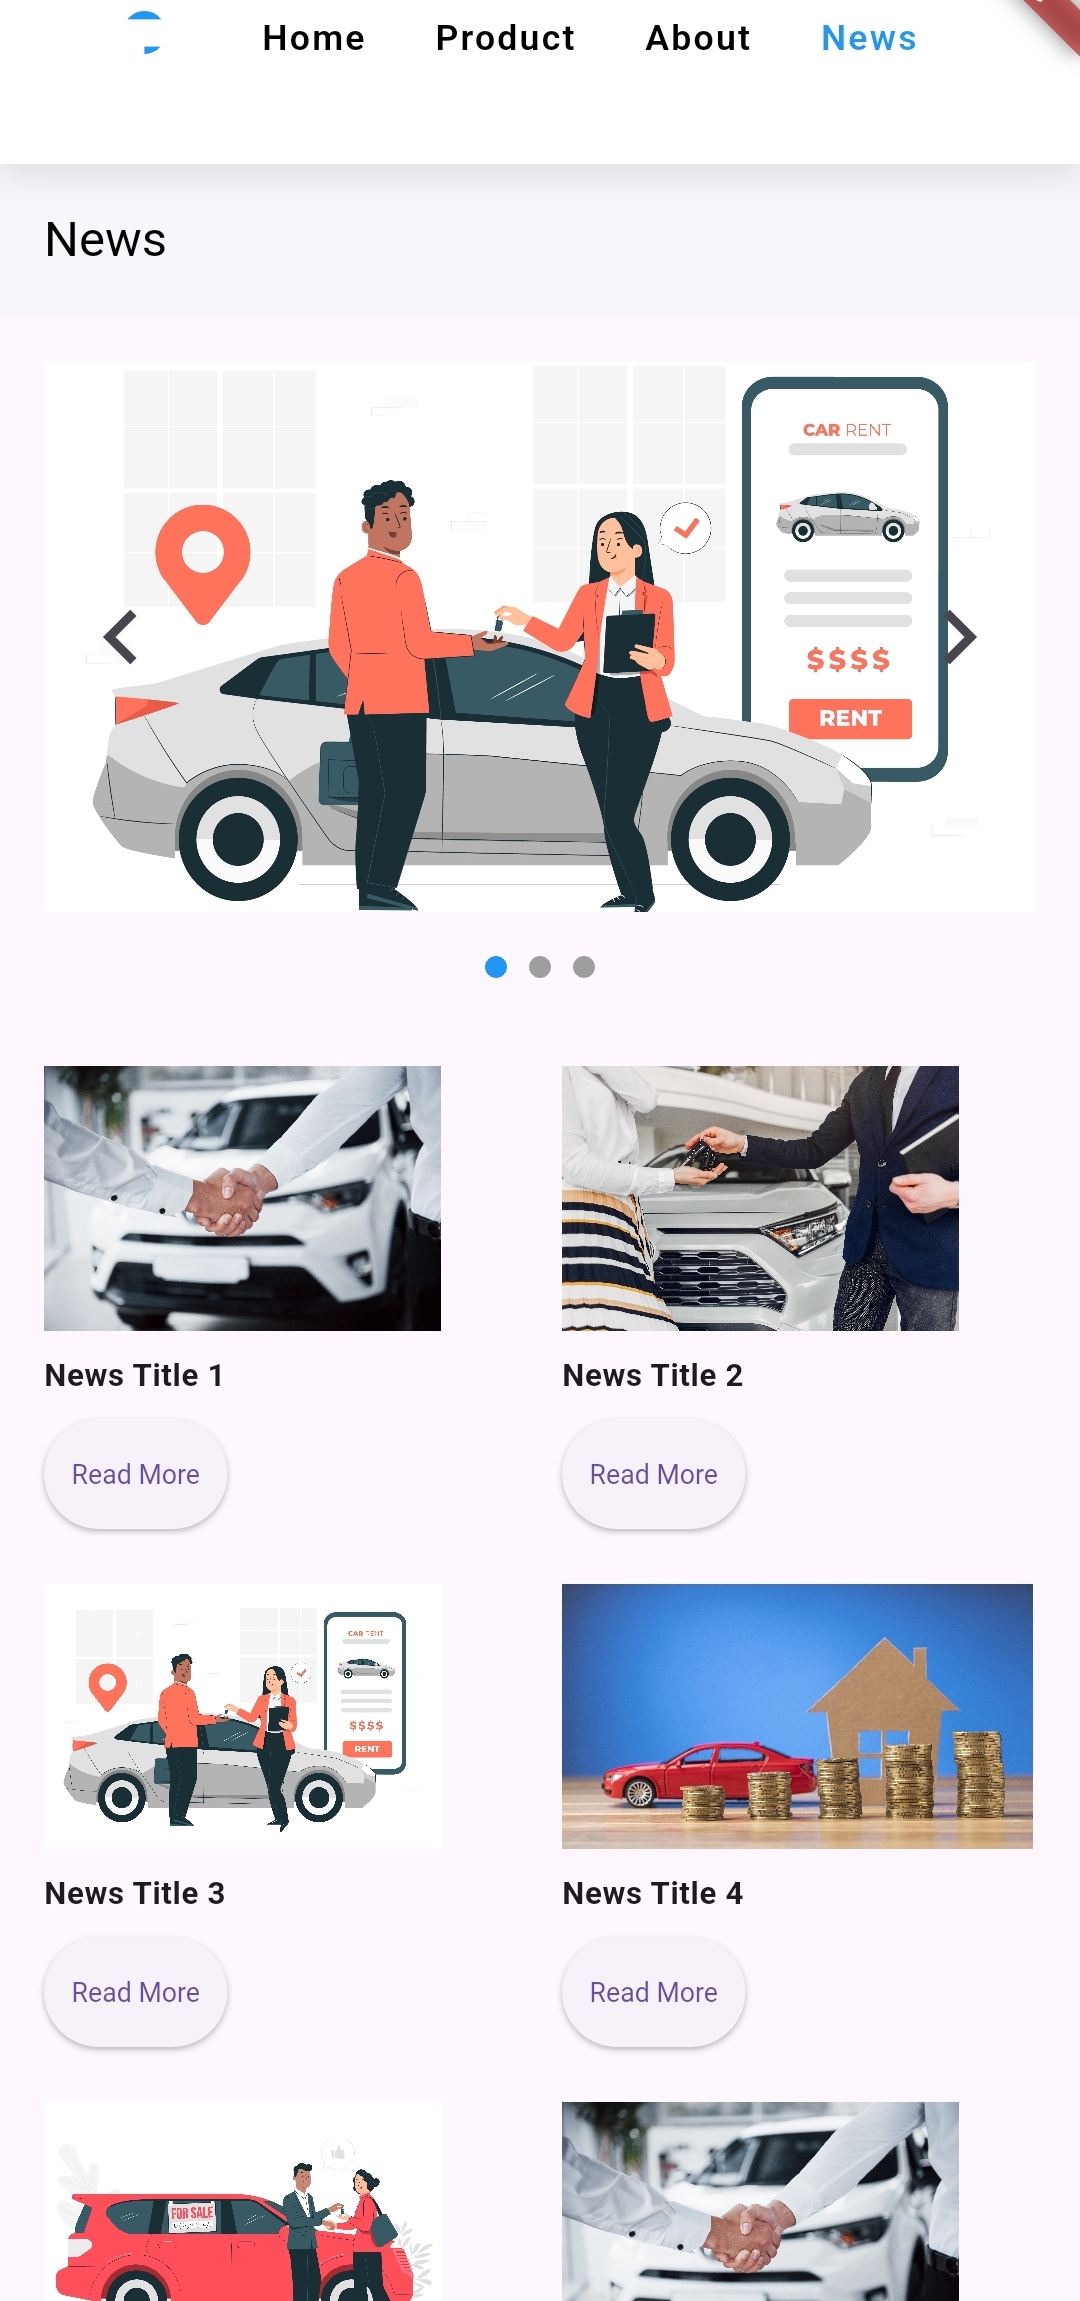 Home Product About News
News
CAR RENT
$$$$
RENT
News Title 1
News Title 2
Read More
Read More
CAR RENT
$$$$
RENT
News Title 3
News Title 4
Read More
Read More
FOR SALE